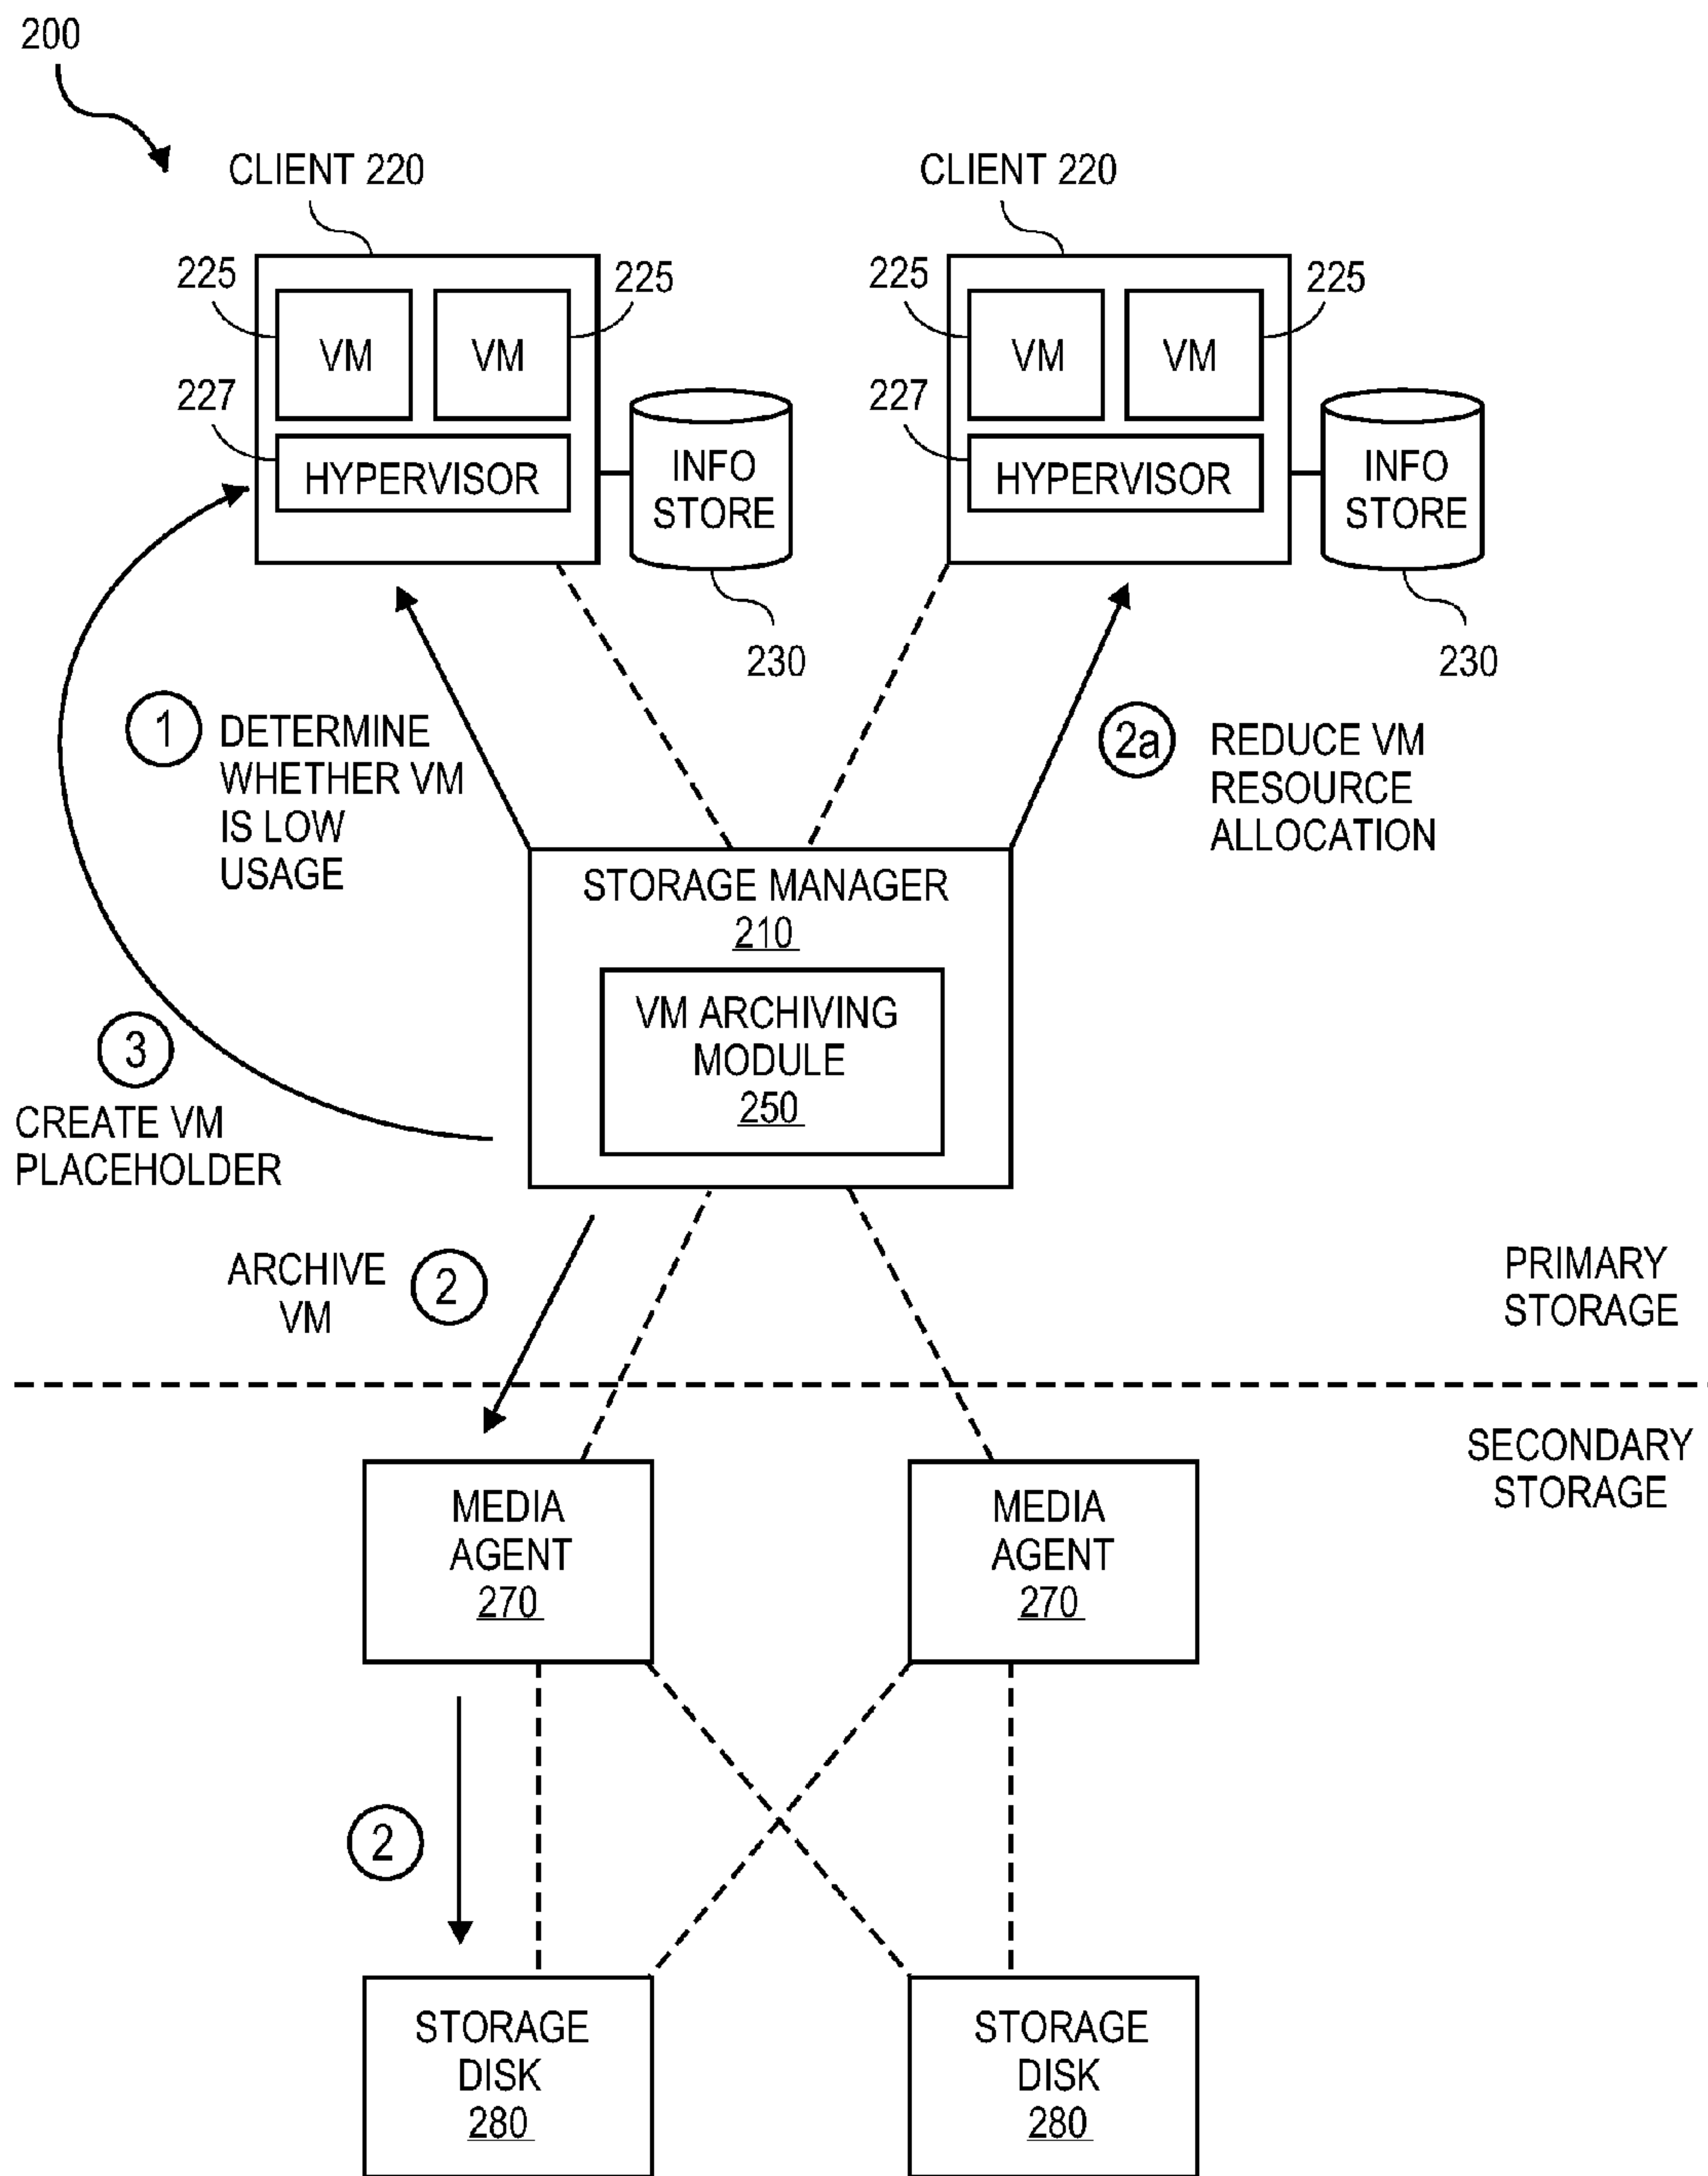 200
CLIENT 220
CLIENT 220
225
225
225
225
VM
VM
VM
VM
227
227
HYPERVISOR
INFO
STORE
HYPERVISOR
INFO
STORE
230
230
1
DETERMINE
WHETHER VM
IS LOW
USAGE
2a
REDUCE VM
RESOURCE
ALLOCATION
STORAGE MANAGER
210
VM ARCHIVING
MODULE
250
3
CREATE VM
PLACEHOLDER
ARCHIVE
VM
2
PRIMARY
STORAGE
SECONDARY
STORAGE
MEDIA
AGENT
270
MEDIA
AGENT
270
2
STORAGE
DISK
280
STORAGE
DISK
280